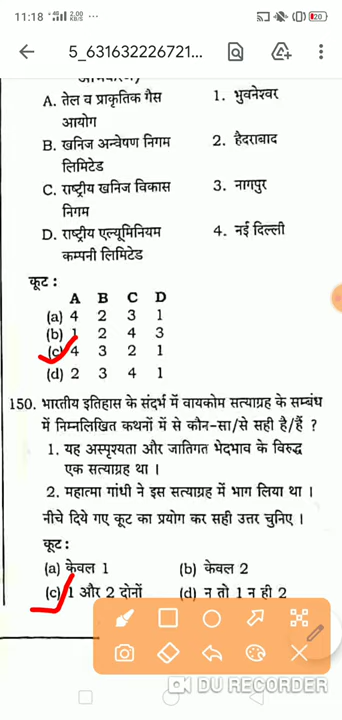 11:18 2.00 KB/S 20
5_631632226721...
A. तेल व प्राकृतिक गैस 1. भुवनेश्वर
आयोग
B. खनिज अन्वेषण निगम 2. हैदराबाद
लिमिटेड
C. राष्ट्रीय खनिज विकास 3. नागपुर
निगम
D. राष्ट्रीय एल्यूमिनियम 4. नई दिल्ली
कम्पनी लिमिटेड
कूट :
A B C D
(a) 4 2 3 1
(b) 1 2 4 3
(c) 4 3 2 1
(d) 2 3 4 1
150. भारतीय इतिहास के संदर्भ में वायकोम सत्याग्रह के सम्बंध
में निम्नलिखित कथनों में से कौन-सा/से सही है/हैं ?
1. यह अस्पृश्यता और जातिगत भेदभाव के विरुद्ध
एक सत्याग्रह था ।
2. महात्मा गांधी ने इस सत्याग्रह में भाग लिया था ।
नीचे दिये गए कूट का प्रयोग कर सही उत्तर चुनिए ।
कूट :
(a) केवल 1 (b) केवल 2
(c) 1 और 2 दोनों (d) न तो 1 न ही 2
DU RECORDER